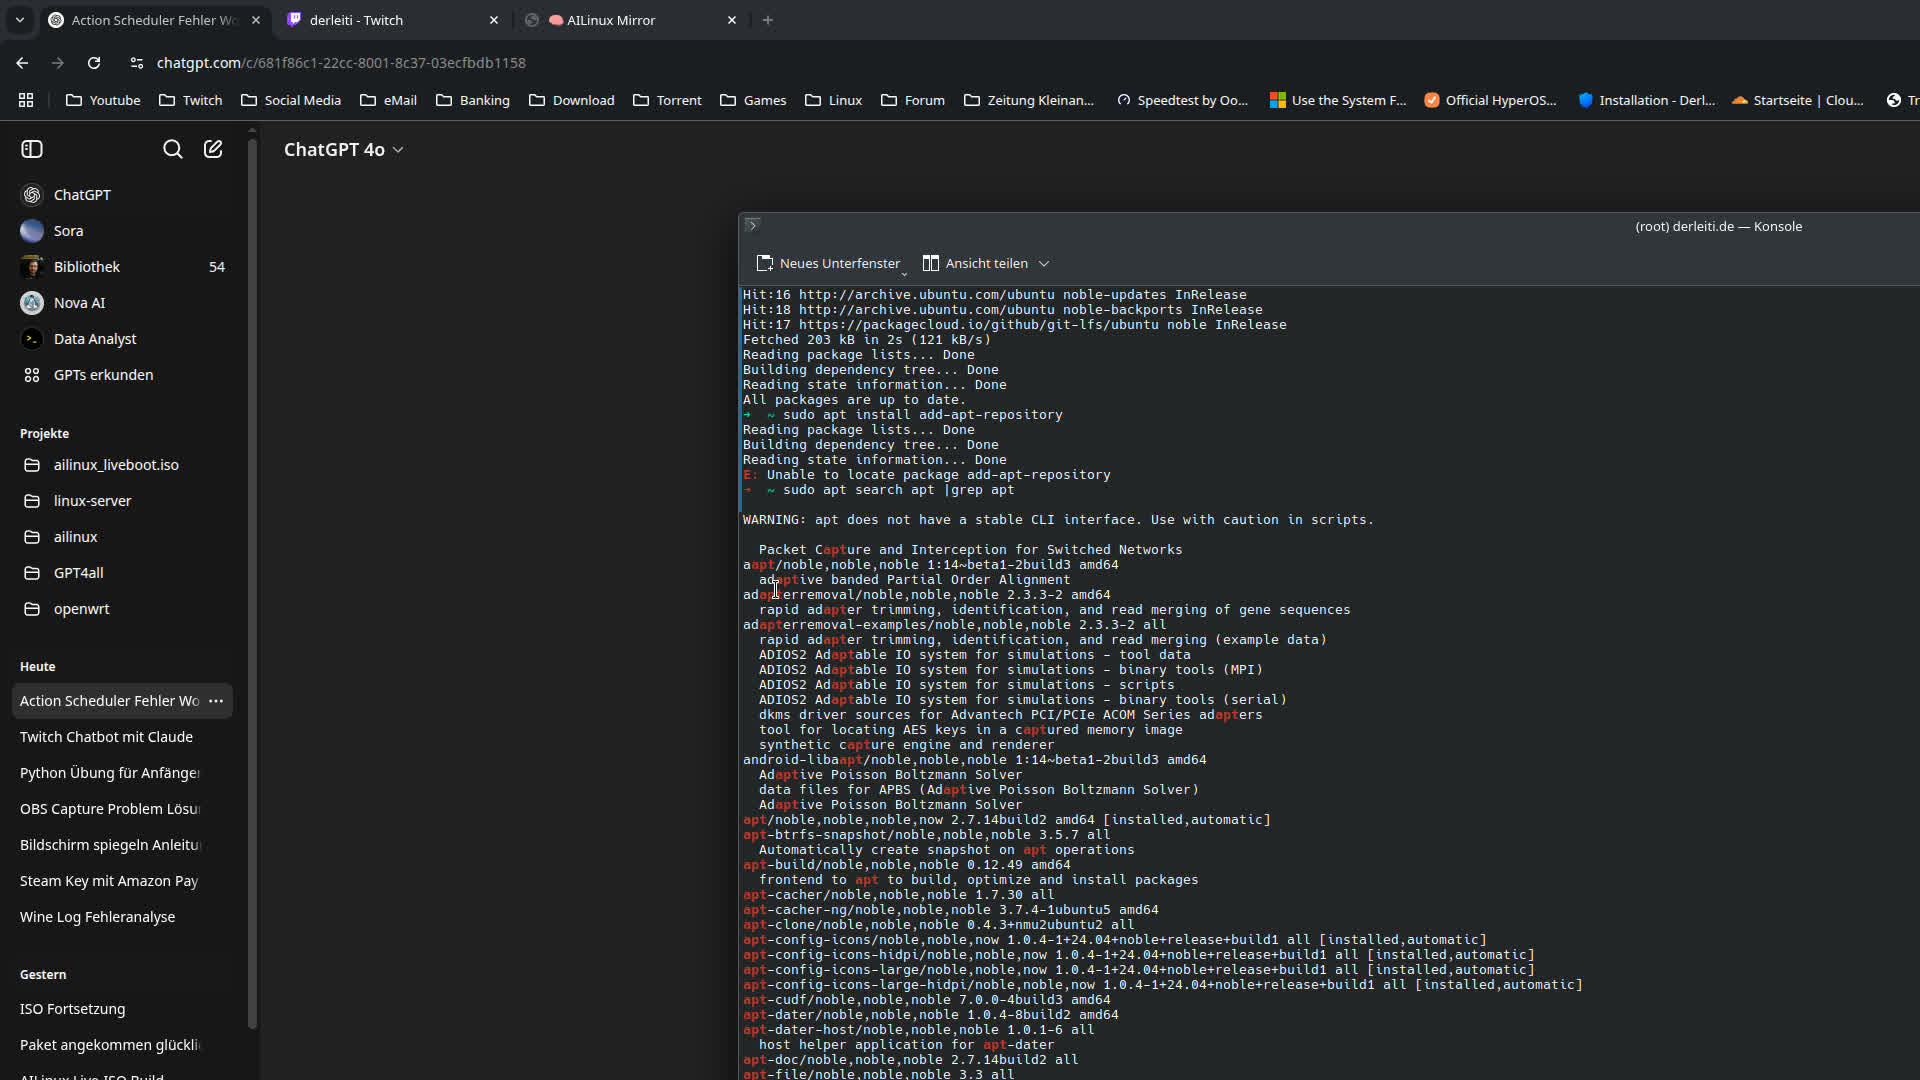 Action Scheduler Fehler Wo
derleiti - Twitch
AILinux Mirror
chatgpt.com/c/681f86c1-22cc-8001-8c37-03ecfbdb1158
Youtube
Twitch
Social Media
eMail
Banking
Download
Torrent
Games
Linux
Forum
Zeitung Kleinan...
Speedtest by Oo...
Use the System F...
Official HyperOS...
Installation - Derl...
Startseite | Clou...
Tr
ChatGPT 4o
ChatGPT
Sora
Bibliothek 54
Nova AI
Data Analyst
GPTs erkunden
Projekte
ailinux_liveboot.iso
linux-server
ailinux
GPT4all
openwrt
Heute
Action Scheduler Fehler Wo
Twitch Chatbot mit Claude
Python Übung für Anfänge
OBS Capture Problem Lösu
Bildschirm spiegeln Anleitu
Steam Key mit Amazon Pay
Wine Log Fehleranalyse
Gestern
ISO Fortsetzung
Paket angekommen glückli
AILinux Live ISO Build
(root) derleiti.de — Konsole
Neues Unterfenster
Ansicht teilen
Hit:16 http://archive.ubuntu.com/ubuntu noble-updates InRelease
Hit:18 http://archive.ubuntu.com/ubuntu noble-backports InRelease
Hit:17 https://packagecloud.io/github/git-lfs/ubuntu noble InRelease
Fetched 203 kB in 2s (121 kB/s)
Reading package lists... Done
Building dependency tree... Done
Reading state information... Done
All packages are up to date.
➜  ~ sudo apt install add-apt-repository
Reading package lists... Done
Building dependency tree... Done
Reading state information... Done
E: Unable to locate package add-apt-repository
➜  ~ sudo apt search apt |grep apt
WARNING: apt does not have a stable CLI interface. Use with caution in scripts.
Packet Capture and Interception for Switched Networks
aapt/noble,noble,noble 1:14~beta1-2build3 amd64
adaptive banded Partial Order Alignment
adapterremoval/noble,noble,noble 2.3.3-2 amd64
rapid adapter trimming, identification, and read merging of gene sequences
adapterremoval-examples/noble,noble,noble 2.3.3-2 all
rapid adapter trimming, identification, and read merging (example data)
ADIOS2 Adaptable IO system for simulations - tool data
ADIOS2 Adaptable IO system for simulations - binary tools (MPI)
ADIOS2 Adaptable IO system for simulations - scripts
ADIOS2 Adaptable IO system for simulations - binary tools (serial)
dkms driver sources for Advantech PCI/PCIe ACOM Series adapters
tool for locating AES keys in a captured memory image
synthetic capture engine and renderer
android-libaapt/noble,noble,noble 1:14~beta1-2build3 amd64
Adaptive Poisson Boltzmann Solver
data files for APBS (Adaptive Poisson Boltzmann Solver)
Adaptive Poisson Boltzmann Solver
apt/noble,noble,noble,now 2.7.14build2 amd64 [installed,automatic]
apt-btrfs-snapshot/noble,noble,noble 3.5.7 all
Automatically create snapshot on apt operations
apt-build/noble,noble,noble 0.12.49 amd64
frontend to apt to build, optimize and install packages
apt-cacher/noble,noble,noble 1.7.30 all
apt-cacher-ng/noble,noble,noble 3.7.4-1ubuntu5 amd64
apt-clone/noble,noble,noble 0.4.3+nmu2ubuntu2 all
apt-config-icons/noble,noble,now 1.0.4-1+24.04+noble+release+build1 all [installed,automatic]
apt-config-icons-hidpi/noble,noble,now 1.0.4-1+24.04+noble+release+build1 all [installed,automatic]
apt-config-icons-large/noble,noble,now 1.0.4-1+24.04+noble+release+build1 all [installed,automatic]
apt-config-icons-large-hidpi/noble,noble,now 1.0.4-1+24.04+noble+release+build1 all [installed,automatic]
apt-cudf/noble,noble,noble 7.0.0-4build3 amd64
apt-dater/noble,noble,noble 1.0.4-8build2 amd64
apt-dater-host/noble,noble,noble 1.0.1-6 all
host helper application for apt-dater
apt-doc/noble,noble,noble 2.7.14build2 all
apt-file/noble,noble,noble 3.3 all